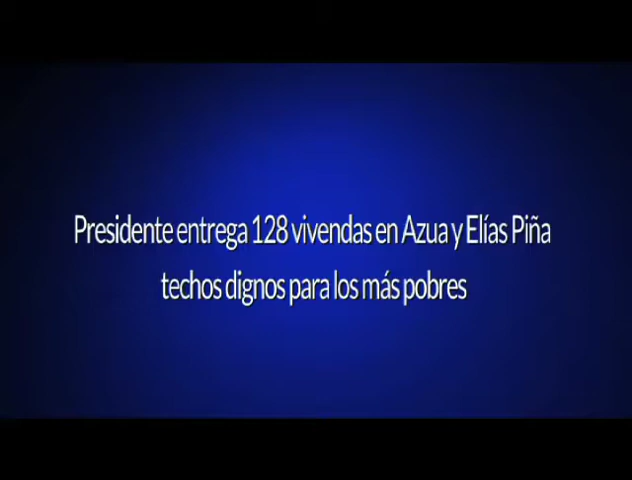 Presidente entrega 128 vivendas en Azua y Elías Piña
techos dignos para los más pobres